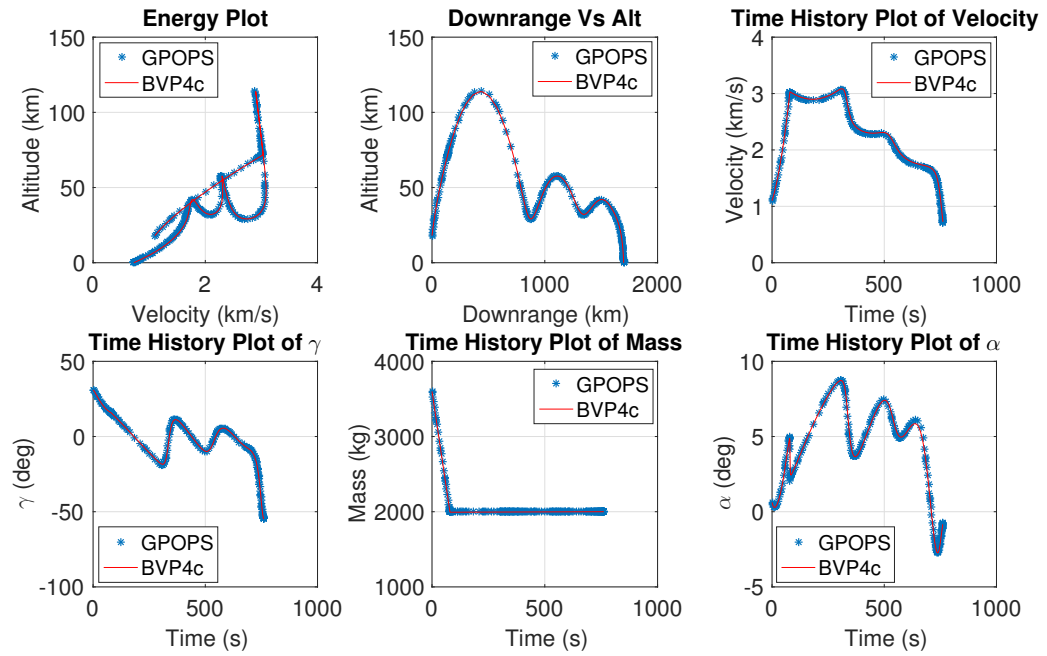 Energy Plot
Altitude (km)
150
100
50
0
GPOPS
BVP4c
0 2 4
Velocity (km/s)
Downrange Vs Alt
Altitude (km)
150
100
50
0
GPOPS
BVP4c
0 1000 2000
Downrange (km)
Time History Plot of Velocity
Velocity (km/s)
4
3
2
1
0
GPOPS
BVP4c
0 500 1000
Time (s)
Time History Plot of γ
γ (deg)
50
0
-50
-100
GPOPS
BVP4c
0 500 1000
Time (s)
Time History Plot of Mass
Mass (kg)
4000
3000
2000
1000
GPOPS
BVP4c
0 500 1000
Time (s)
Time History Plot of α
α (deg)
10
5
0
-5
GPOPS
BVP4c
0 500 1000
Time (s)